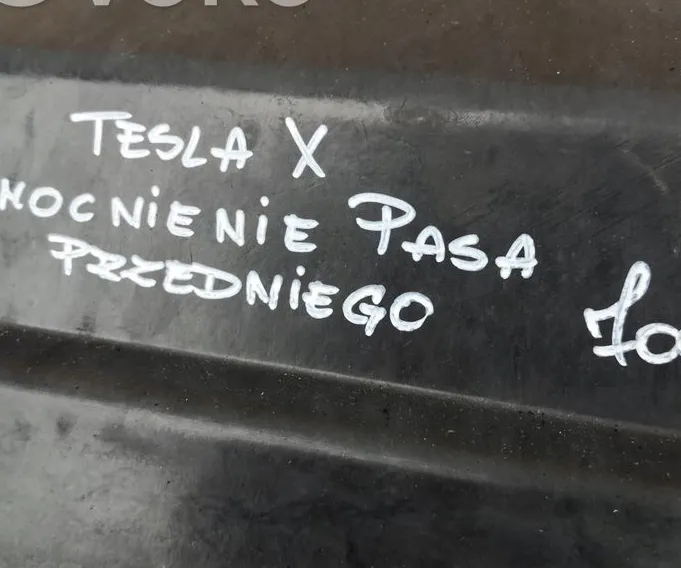 TESLA X
MOCNIENIE PASA
PRZEDNIEGO